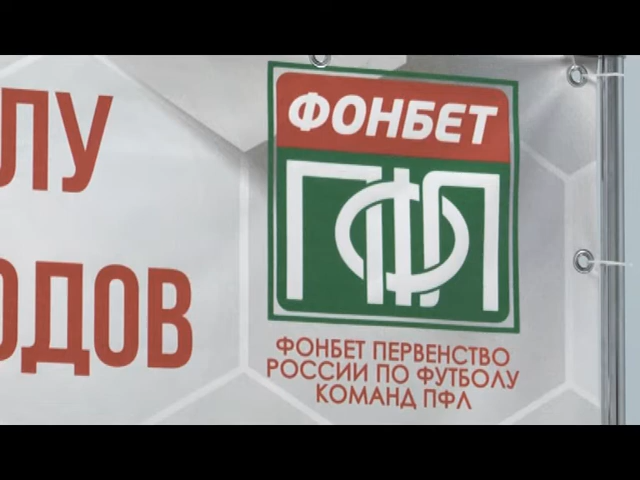 ЛУ
ОДОВ
ФОНБЕТ
ПФЛ
ФОНБЕТ ПЕРВЕНСТВО
РОССИИ ПО ФУТБОЛУ
КОМАНД ПФЛ